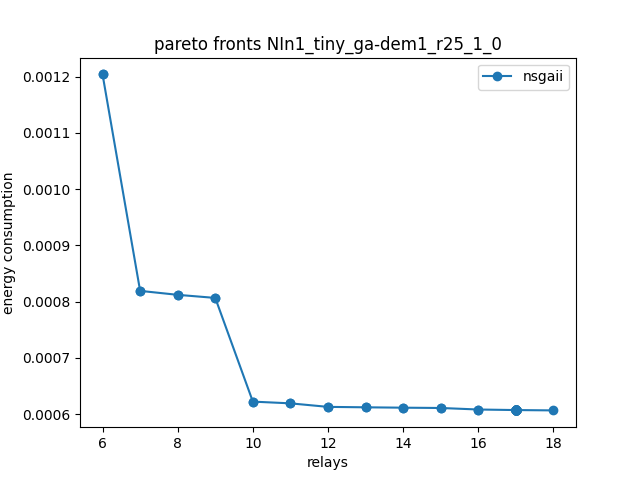 pareto fronts NIn1_tiny_ga-dem1_r25_1_0
nsgaii
energy consumption
0.0012
0.0011
0.0010
0.0009
0.0008
0.0007
0.0006
6 8 10 12 14 16 18
relays